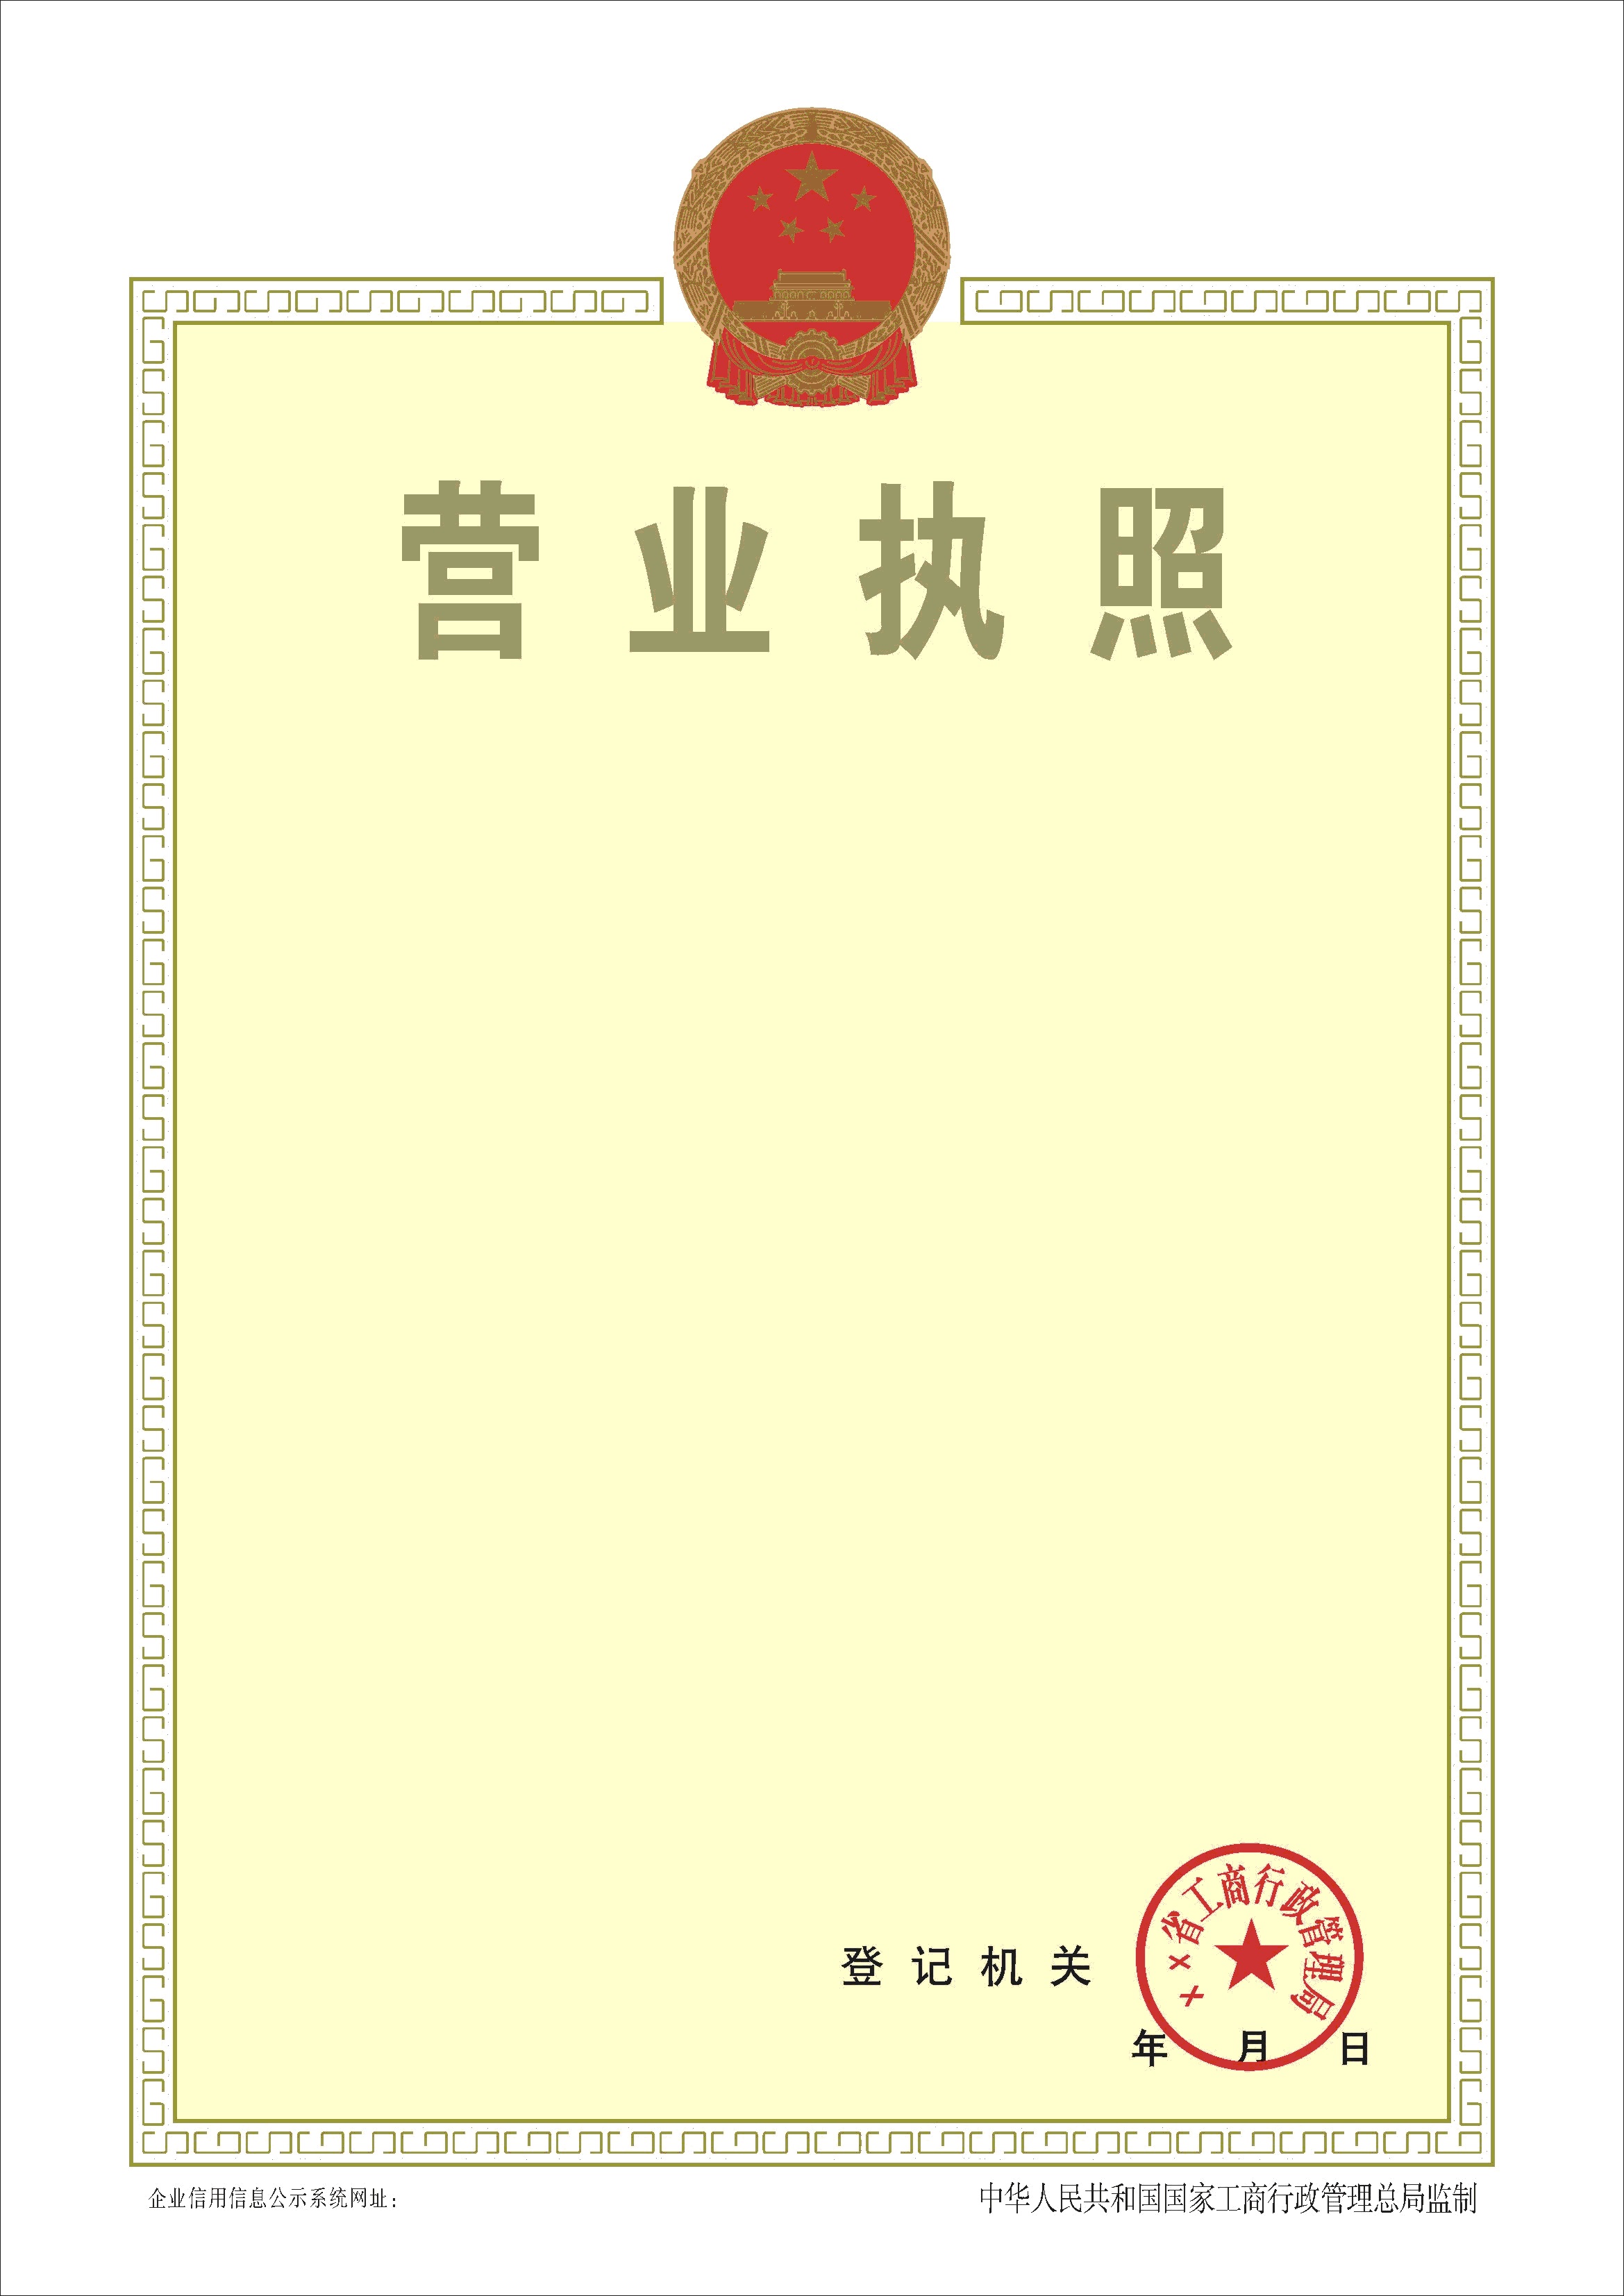 营业执照
××省工商行政管理局
登记机关
年 月 日
企业信用信息公示系统网址：
中华人民共和国国家工商行政管理总局监制